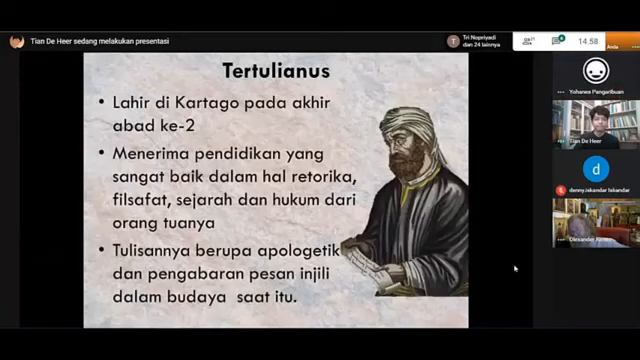 Tian De Heer sedang melakukan presentasi
Tri Nopriyadi
dan 24 lainnya
14.58
Anda
Tertulianus
• Lahir di Kartago pada akhir
abad ke-2
• Menerima pendidikan yang
sangat baik dalam hal retorika,
filsafat, sejarah dan hukum dari
orang tuanya
• Tulisannya berupa apologetik
dan pengabaran pesan injili
dalam budaya saat itu.
Yohanes Pangaribuan
Tian De Heer
d
denny.iskandar Iskandar